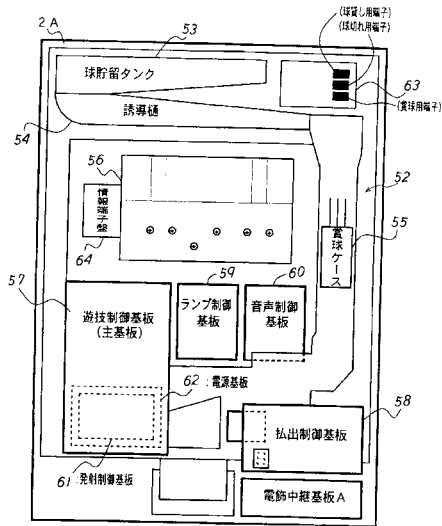 2A
53
(球貸し用端子)
(球切れ用端子)
63
(賞球用端子)
球貯留タンク
誘導樋
54
52
56
情報端子盤
64
賞球ケース
55
57
59
60
遊技制御基板
(主基板)
ランプ制御
基板
音声制御
基板
62:電源基板
58
払出制御基板
61:発射制御基板
電飾中継基板A